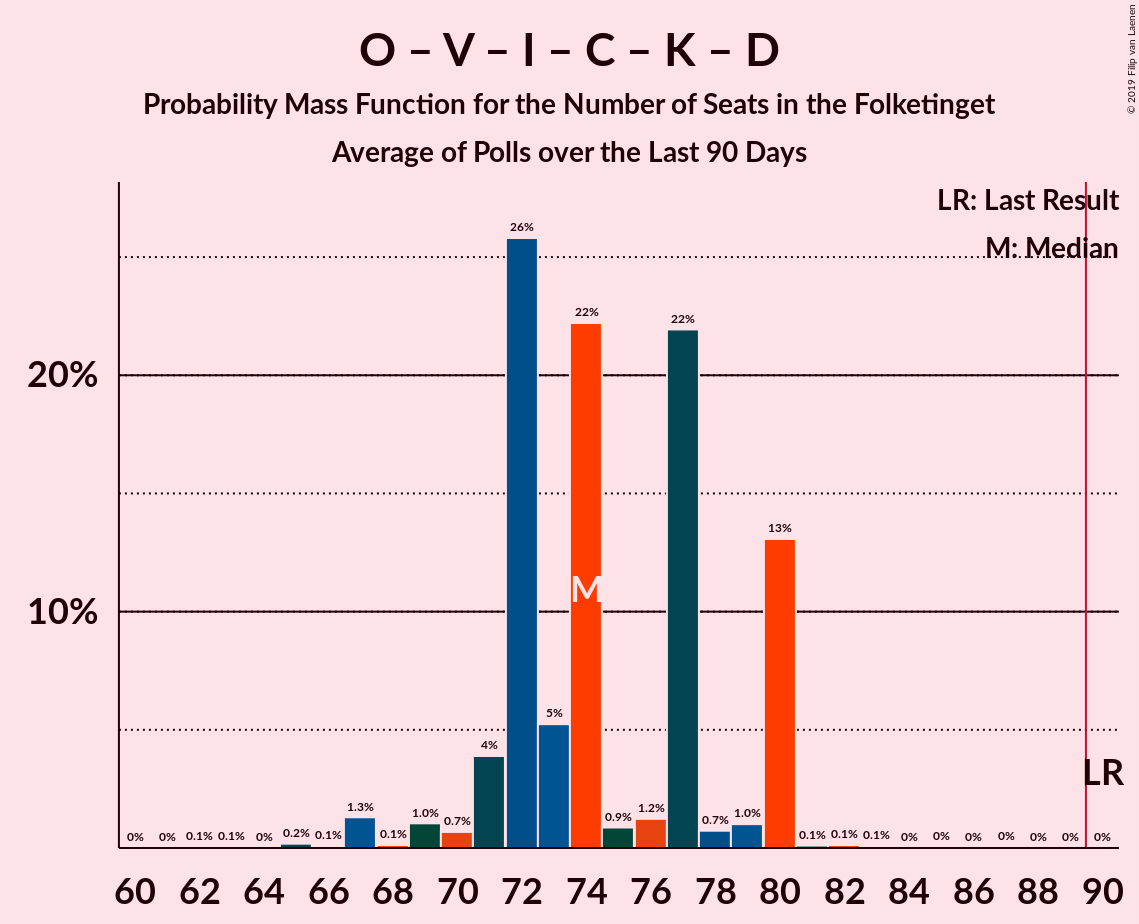 O – V – I – C – K – D
Probability Mass Function for the Number of Seats in the Folketinget
Average of Polls over the Last 90 Days
© 2019 Filip van Laenen
LR: Last Result
M: Median
20%
10%
0% 0% 0.1% 0.1% 0% 0.2% 0.1% 1.3% 0.1% 1.0% 0.7% 4% 26% 5% 22% 0.9% 1.2% 22% 0.7% 1.0% 13% 0.1% 0.1% 0.1% 0% 0% 0% 0% 0% 0% 0%
M
LR
60 62 64 66 68 70 72 74 76 78 80 82 84 86 88 90